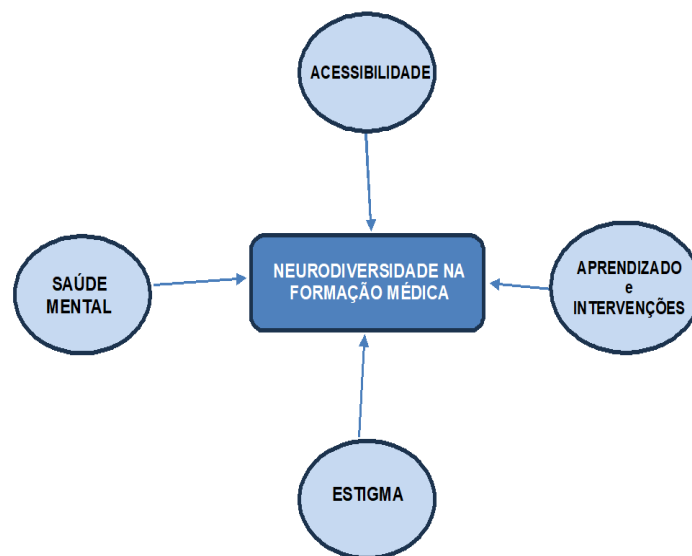 ACESSIBILIDADE
NEURODIVERSIDADE NA
FORMAÇÃO MÉDICA
SAÚDE
MENTAL
APRENDIZADO
e
INTERVENÇÕES
ESTIGMA